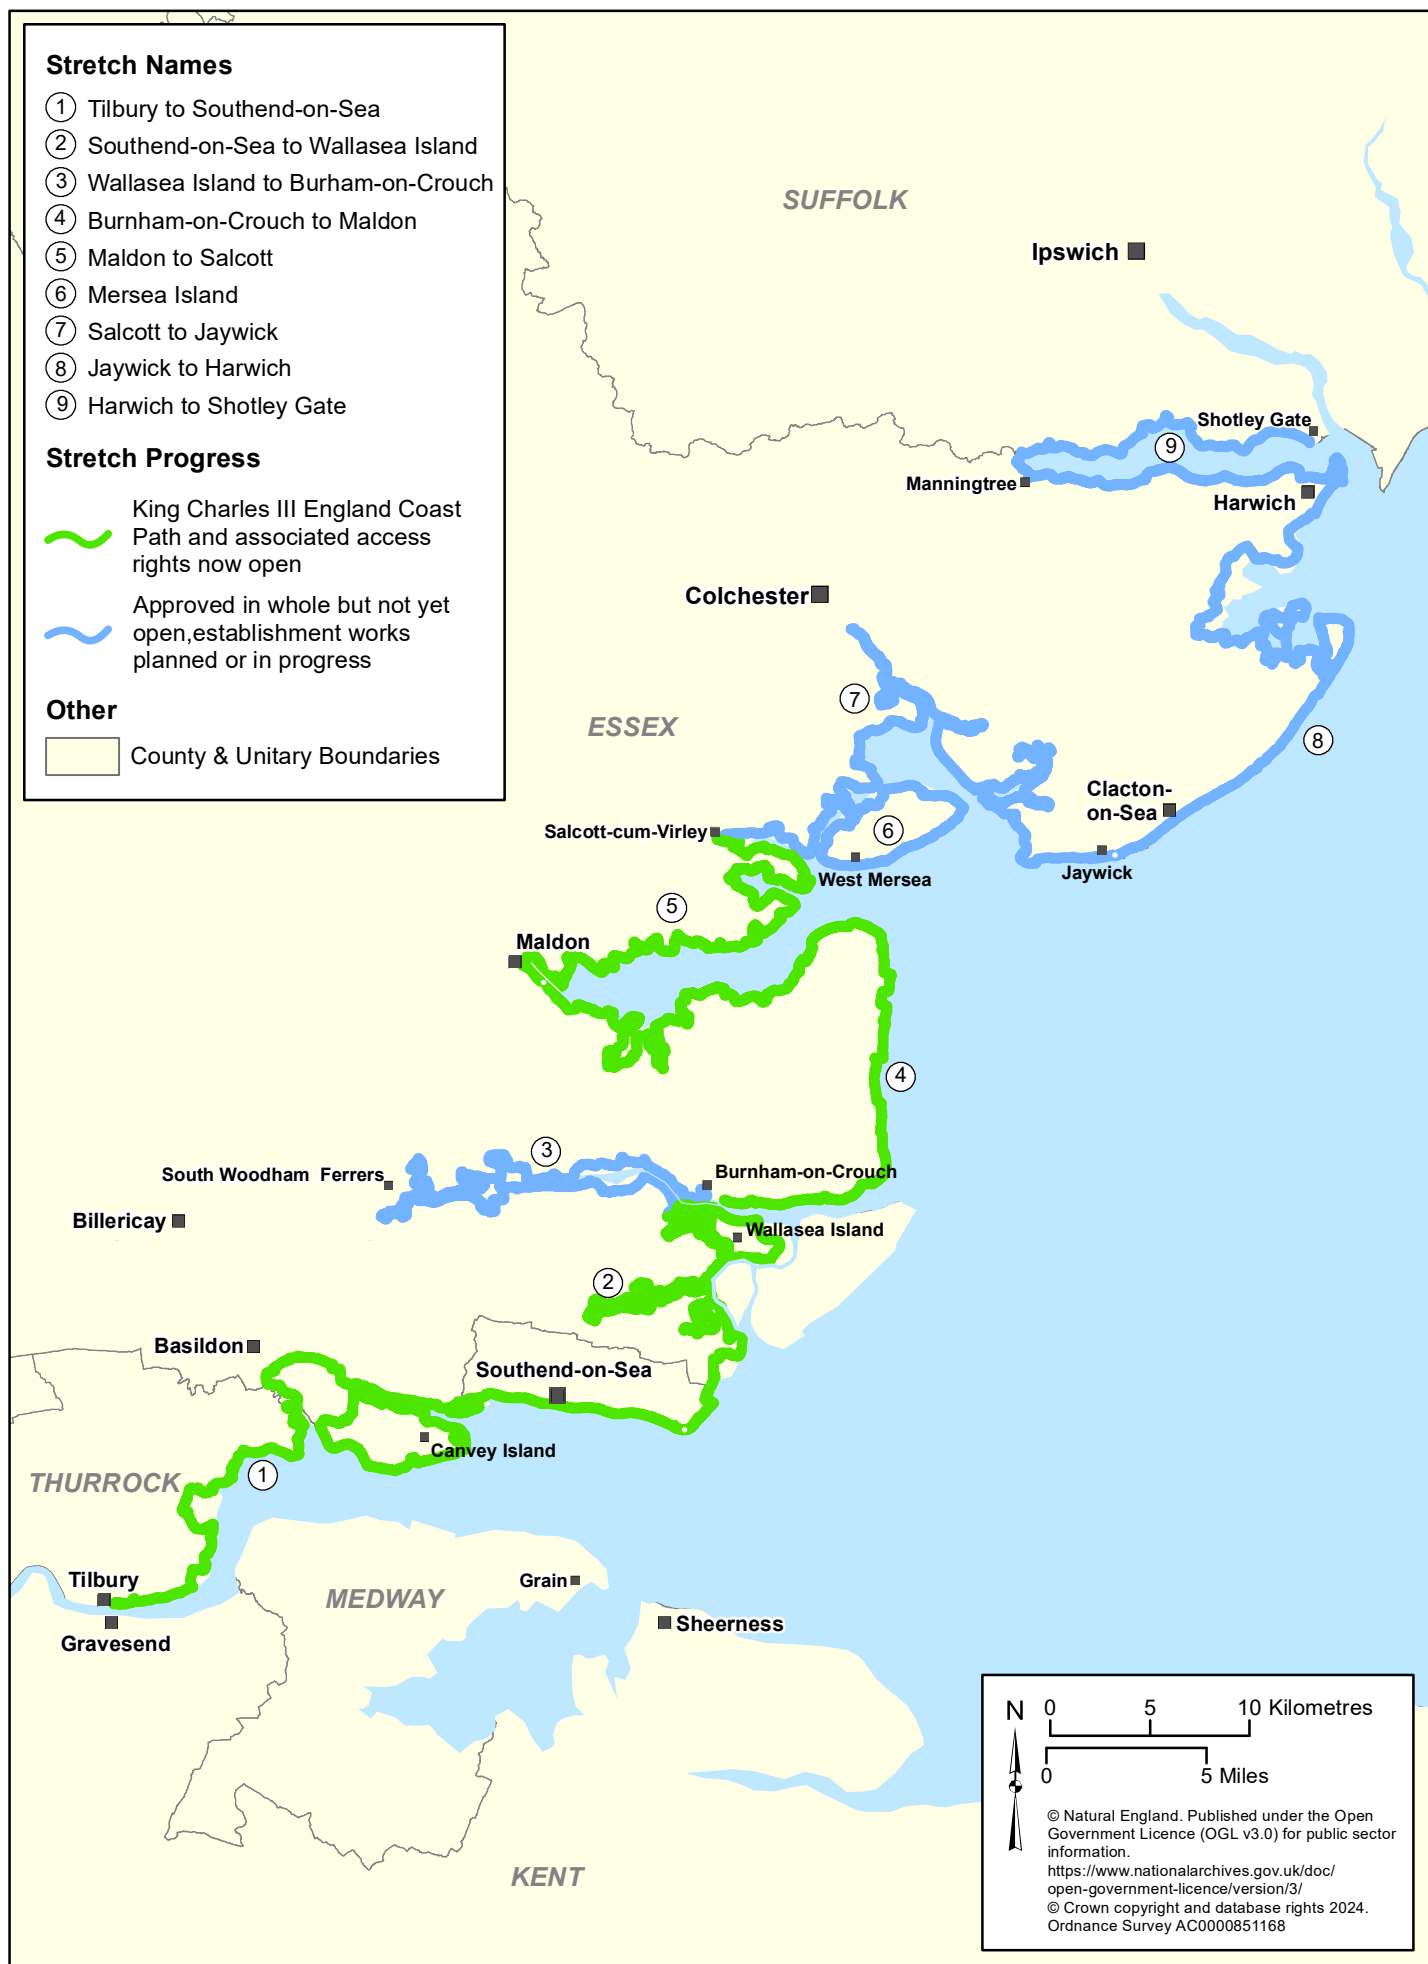 Stretch Names
1 Tilbury to Southend-on-Sea
2 Southend-on-Sea to Wallasea Island
3 Wallasea Island to Burham-on-Crouch
4 Burnham-on-Crouch to Maldon
5 Maldon to Salcott
6 Mersea Island
7 Salcott to Jaywick
8 Jaywick to Harwich
9 Harwich to Shotley Gate
Stretch Progress
King Charles III England Coast
Path and associated access
rights now open
Approved in whole but not yet
open,establishment works
planned or in progress
Other
County & Unitary Boundaries
SUFFOLK
Ipswich
Shotley Gate
9
Manningtree
Harwich
Colchester
7
ESSEX
8
Clacton-
on-Sea
Salcott-cum-Virley
6
Jaywick
West Mersea
5
Maldon
4
3
South Woodham Ferrers
Burnham-on-Crouch
Billericay
Wallasea Island
2
Basildon
Southend-on-Sea
Canvey Island
1
THURROCK
Tilbury
Grain
MEDWAY
Sheerness
Gravesend
KENT
N
0 5 10 Kilometres
0 5 Miles
© Natural England. Published under the Open
Government Licence (OGL v3.0) for public sector
information.
https://www.nationalarchives.gov.uk/doc/
open-government-licence/version/3/
© Crown copyright and database rights 2024.
Ordnance Survey AC0000851168